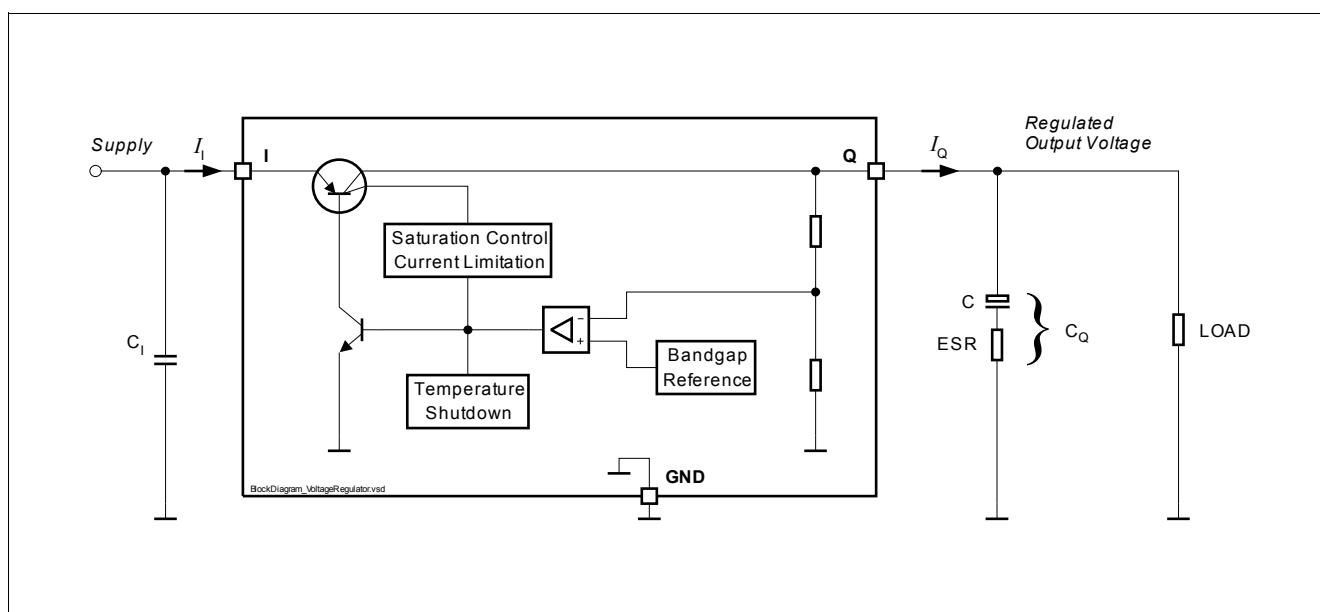 Supply
I_I
I
Q
I_Q
Regulated
Output Voltage
Saturation Control
Current Limitation
C_I
−
+
Bandgap
Reference
Temperature
Shutdown
C
ESR
C_Q
LOAD
GND
BlockDiagram_VoltageRegulator.vsd